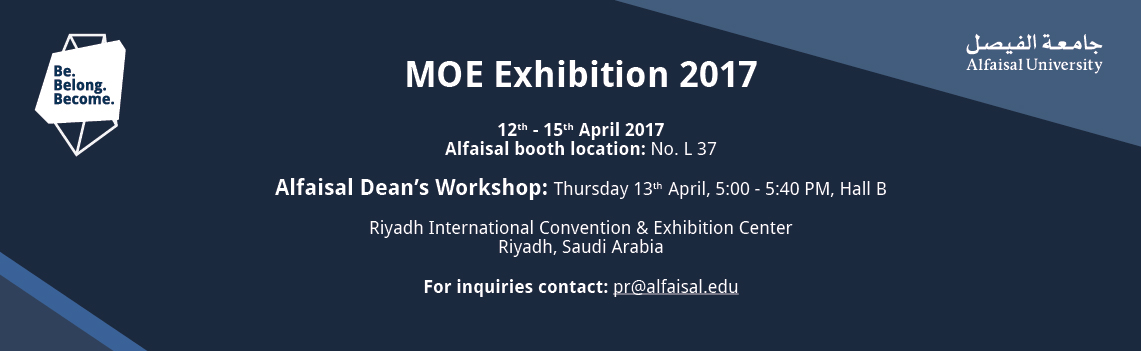 Be.
Belong.
Become.
جامعة الفيصل
Alfaisal University
MOE Exhibition 2017
12th - 15th April 2017
Alfaisal booth location: No. L 37
Alfaisal Dean’s Workshop: Thursday 13th April, 5:00 - 5:40 PM, Hall B
Riyadh International Convention & Exhibition Center
Riyadh, Saudi Arabia
For inquiries contact: pr@alfaisal.edu